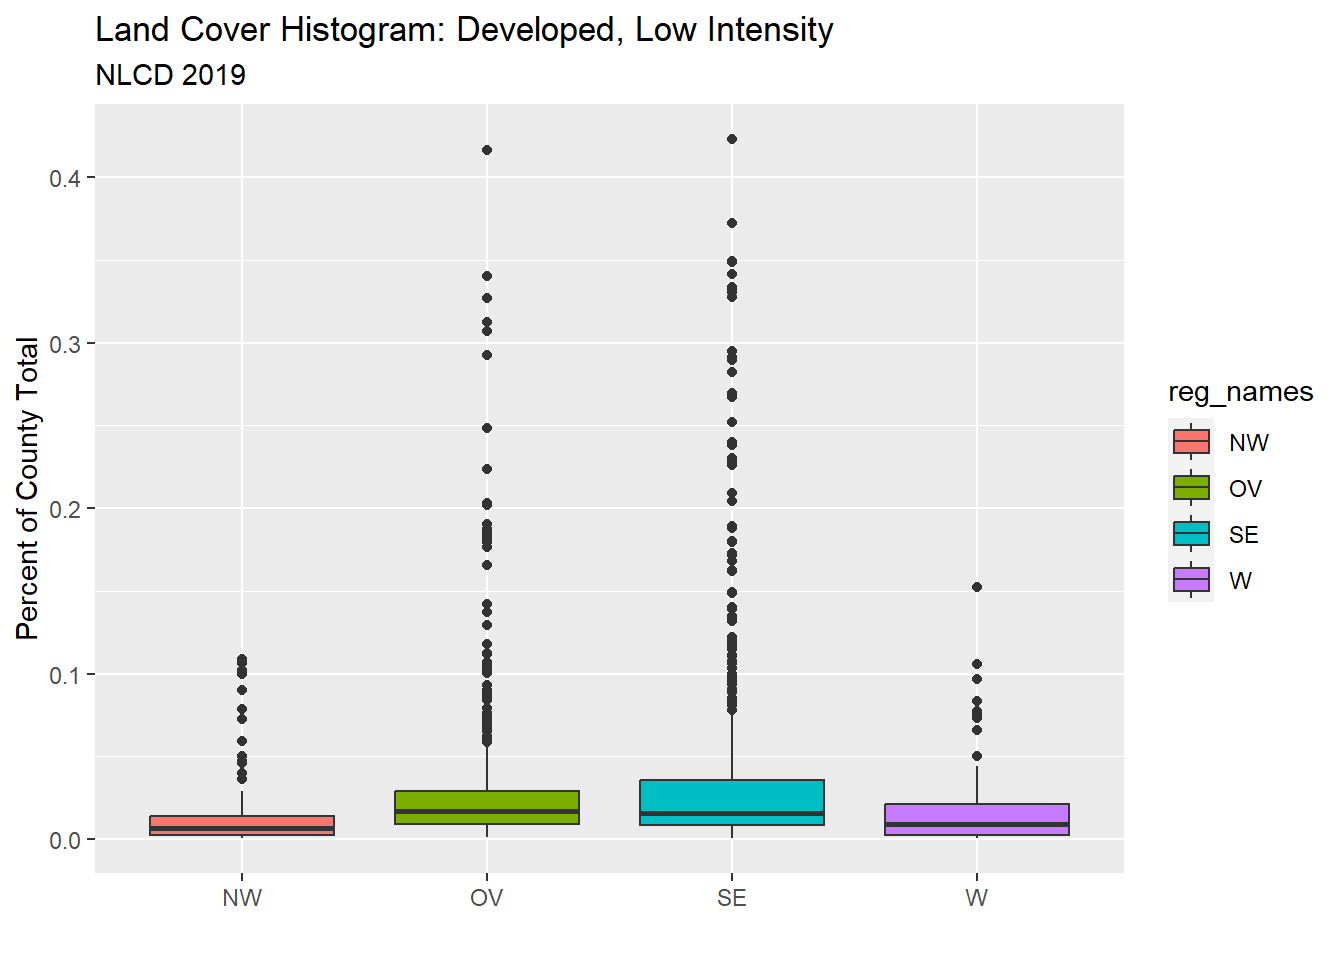 Land Cover Histogram: Developed, Low Intensity
NLCD 2019
Percent of County Total
0.4
0.3
0.2
0.1
0.0
NW OV SE W
reg_names
NW
OV
SE
W